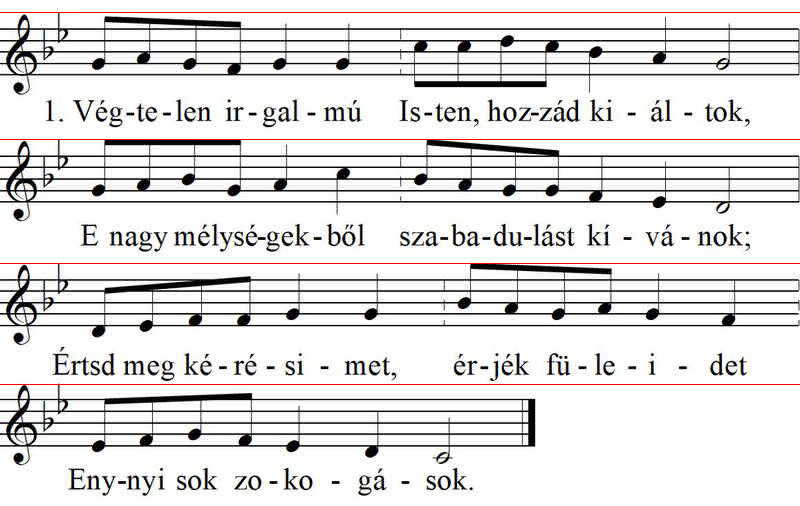 1. Vég-te-len ir-gal-mú Is-ten, hoz-zád ki-ál-tok,
E nagy mélysé-gek-ből sza-ba-du-lást kí-vá-nok;
Értsd meg ké-ré-si-met, ér-jék fü-le-i-det
Eny-nyi sok zo-ko-gá-sok.